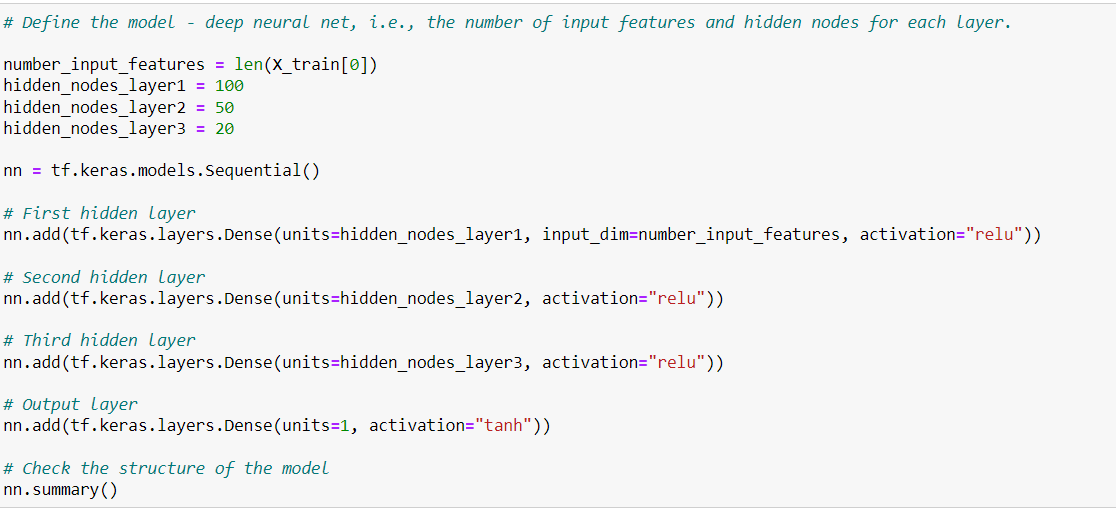 # Define the model - deep neural net, i.e., the number of input features and hidden nodes for each layer.
number_input_features = len(X_train[0])
hidden_nodes_layer1 = 100
hidden_nodes_layer2 = 50
hidden_nodes_layer3 = 20
nn = tf.keras.models.Sequential()
# First hidden layer
nn.add(tf.keras.layers.Dense(units=hidden_nodes_layer1, input_dim=number_input_features, activation="relu"))
# Second hidden layer
nn.add(tf.keras.layers.Dense(units=hidden_nodes_layer2, activation="relu"))
# Third hidden layer
nn.add(tf.keras.layers.Dense(units=hidden_nodes_layer3, activation="relu"))
# Output layer
nn.add(tf.keras.layers.Dense(units=1, activation="tanh"))
# Check the structure of the model
nn.summary()